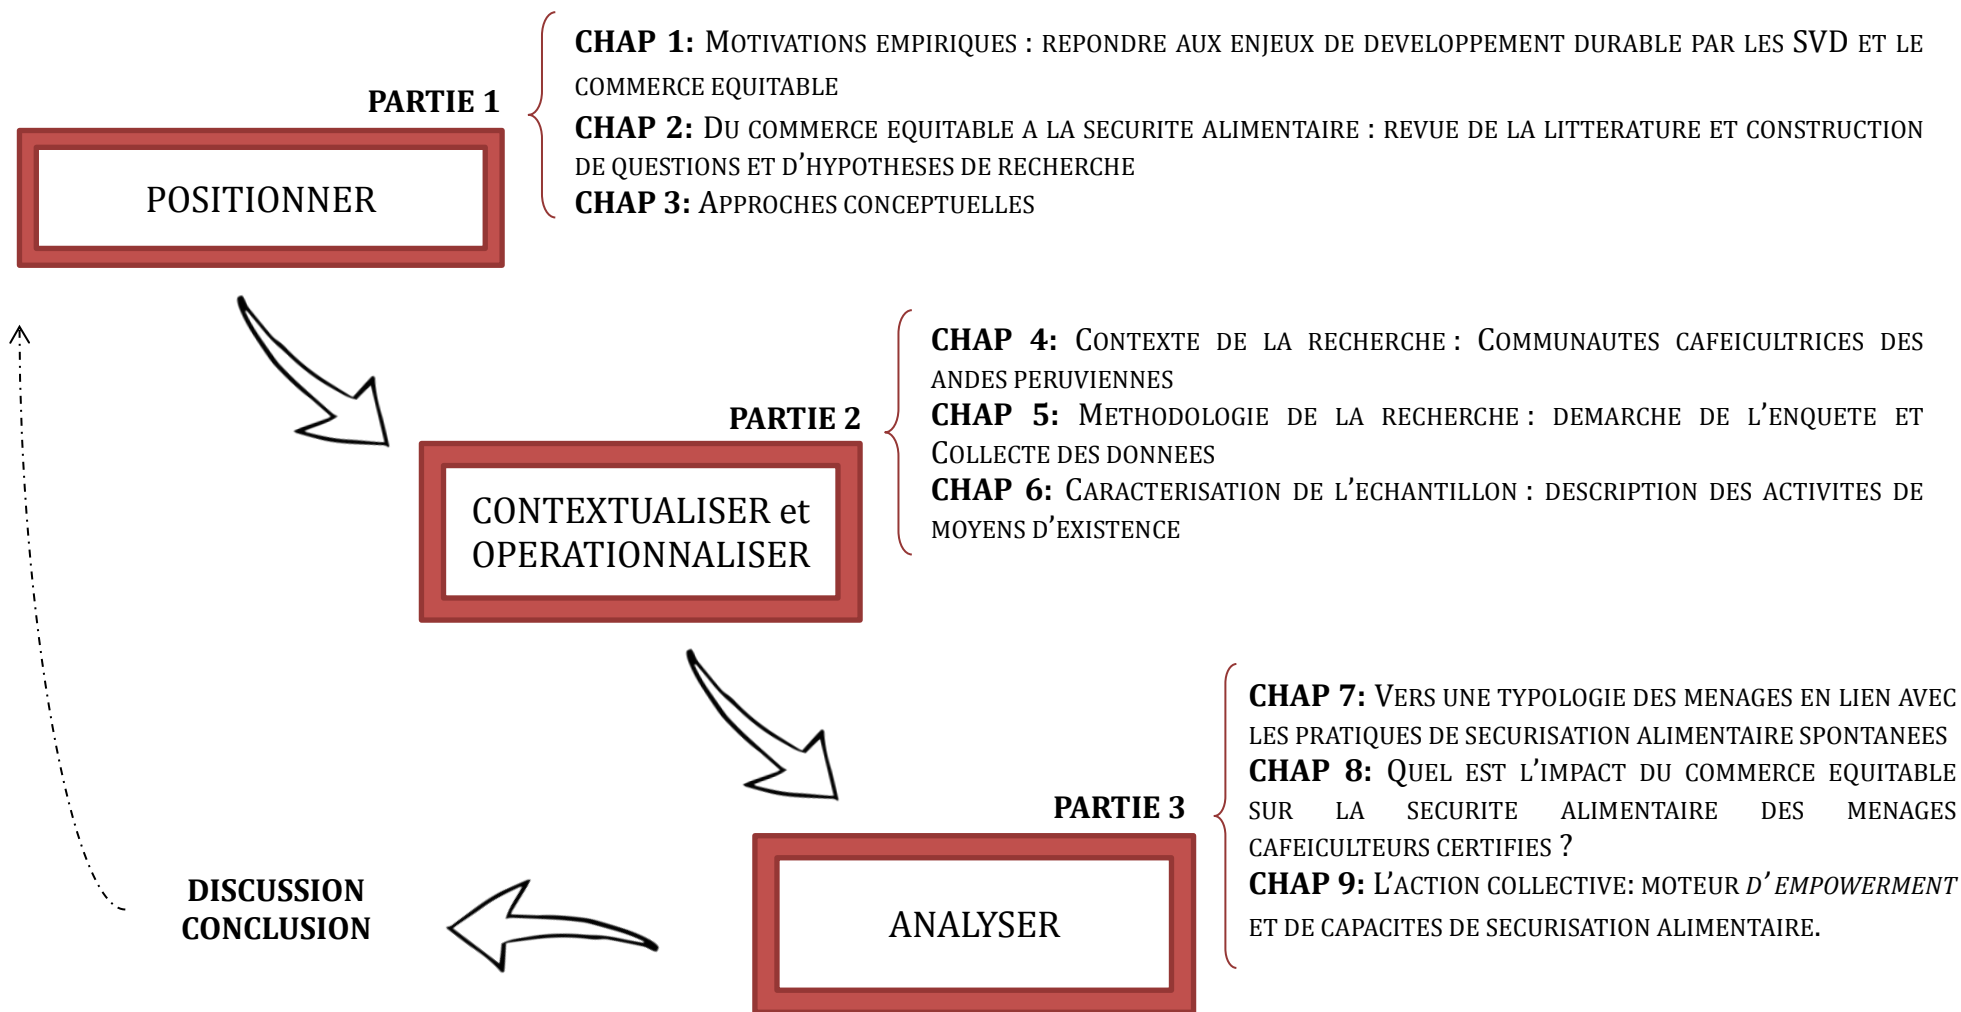 PARTIE 1
POSITIONNER
CHAP 1: MOTIVATIONS EMPIRIQUES : REPONDRE AUX ENJEUX DE DEVELOPPEMENT DURABLE PAR LES SVD ET LE
COMMERCE EQUITABLE
CHAP 2: DU COMMERCE EQUITABLE A LA SECURITE ALIMENTAIRE : REVUE DE LA LITTERATURE ET CONSTRUCTION
DE QUESTIONS ET D'HYPOTHESES DE RECHERCHE
CHAP 3: APPROCHES CONCEPTUELLES
PARTIE 2
CONTEXTUALISER et
OPERATIONNALISER
CHAP 4: CONTEXTE DE LA RECHERCHE : COMMUNAUTES CAFEICULTRICES DES
ANDES PERUVIENNES
CHAP 5: METHODOLOGIE DE LA RECHERCHE : DEMARCHE DE L'ENQUETE ET
COLLECTE DES DONNEES
CHAP 6: CARACTERISATION DE L'ECHANTILLON : DESCRIPTION DES ACTIVITES DE
MOYENS D'EXISTENCE
PARTIE 3
ANALYSER
CHAP 7: VERS UNE TYPOLOGIE DES MENAGES EN LIEN AVEC
LES PRATIQUES DE SECURISATION ALIMENTAIRE SPONTANEES
CHAP 8: QUEL EST L'IMPACT DU COMMERCE EQUITABLE
SUR LA SECURITE ALIMENTAIRE DES MENAGES
CAFEICULTEURS CERTIFIES ?
CHAP 9: L'ACTION COLLECTIVE: MOTEUR D' EMPOWERMENT
ET DE CAPACITES DE SECURISATION ALIMENTAIRE.
DISCUSSION
CONCLUSION